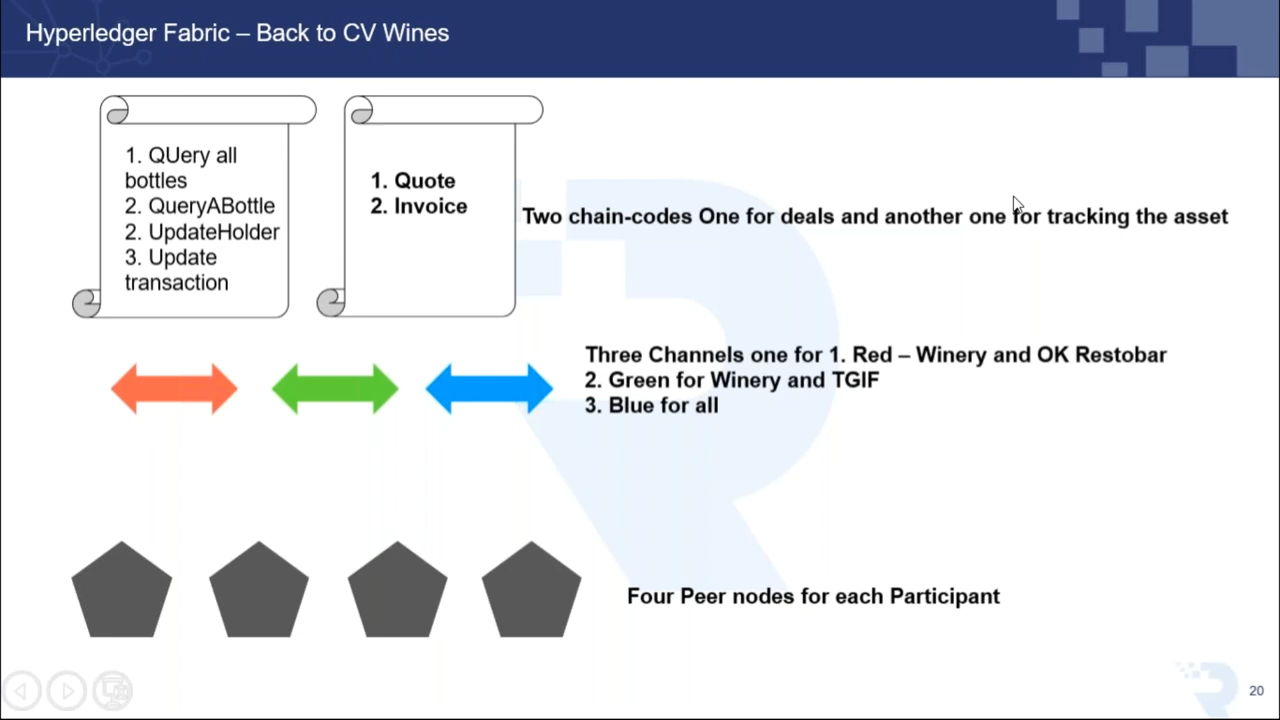 Hyperledger Fabric – Back to CV Wines
1. QUery all
bottles
2. QueryABottle
2. UpdateHolder
3. Update
transaction
1. Quote
2. Invoice
Two chain-codes One for deals and another one for tracking the asset
Three Channels one for 1. Red – Winery and OK Restobar
2. Green for Winery and TGIF
3. Blue for all
Four Peer nodes for each Participant
20